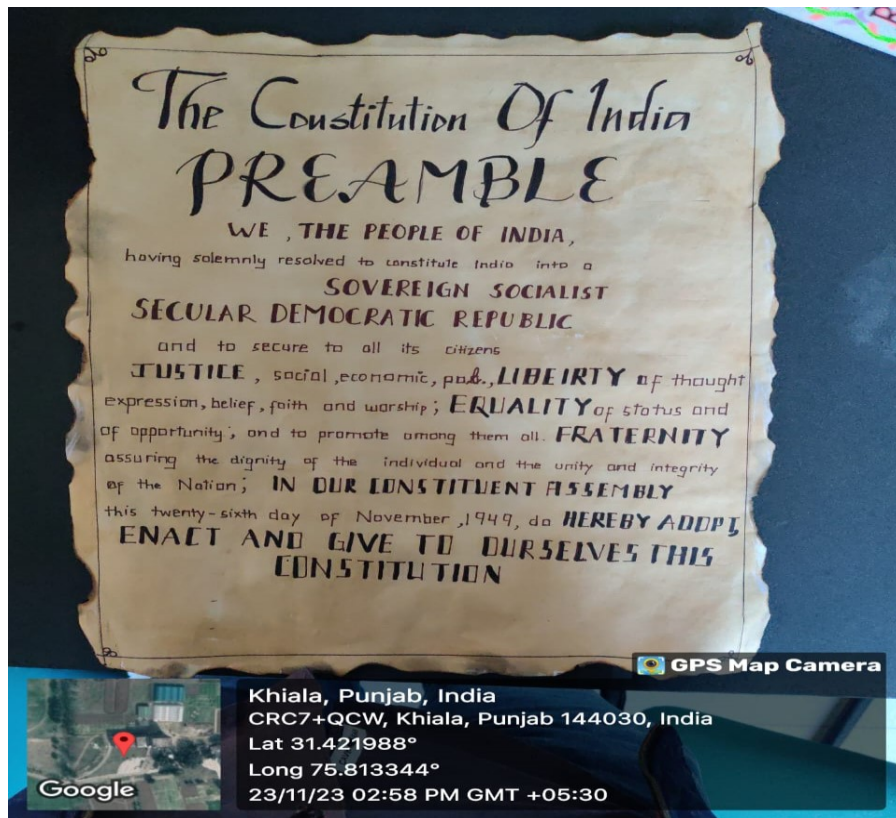 The Constitution Of India
PREAMBLE
WE, THE PEOPLE OF INDIA,
having solemnly resolved to constitute India into a
SOVEREIGN SOCIALIST
SECULAR DEMOCRATIC REPUBLIC
and to secure to all its citizens
JUSTICE, social, economic, LIBEIRTY of thought
expression, belief, faith and worship; EQUALITY of status and
of opportunity; and to promote among them all. FRATERNITY
assuring the dignity of the individual and the unity and integrity
of the Nation; IN OUR CONSTITUENT ASSEMBLY
this twenty-sixth day of November, 1949, do HEREBY ADOPT,
ENACT AND GIVE TO OURSELVES THIS
CONSTITUTION
GPS Map Camera
Khiala, Punjab, India
CRC7+QCW, Khiala, Punjab 144030, India
Lat 31.421988°
Long 75.813344°
23/11/23 02:58 PM GMT +05:30
Google